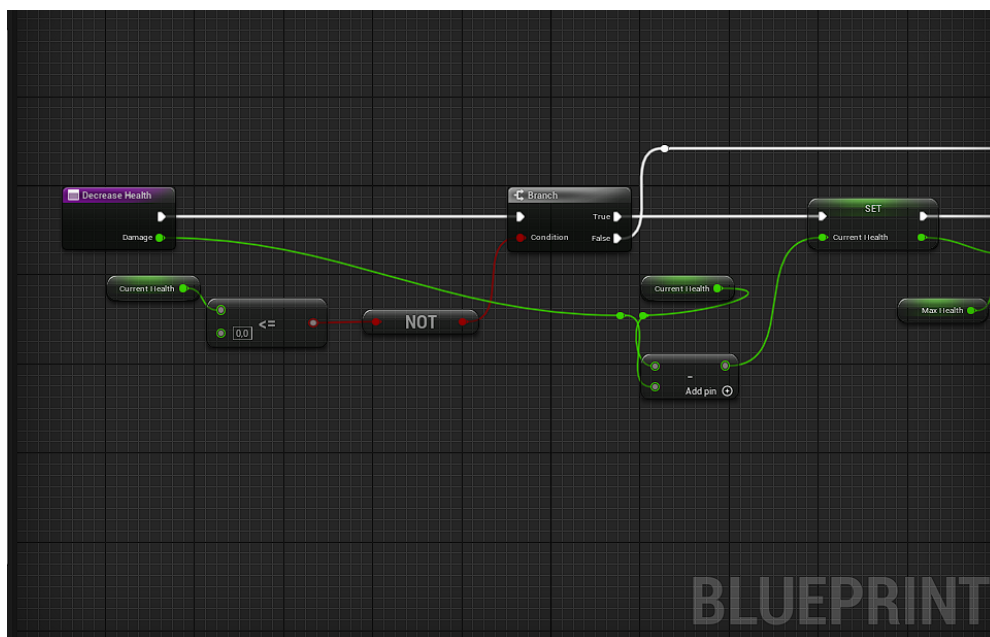 Decrease Health
Damage
Current Health
0,0
<=
NOT
Branch
True
Condition
False
Current Health
-
Add pin
SET
Current Health
Max Health
BLUEPRINT